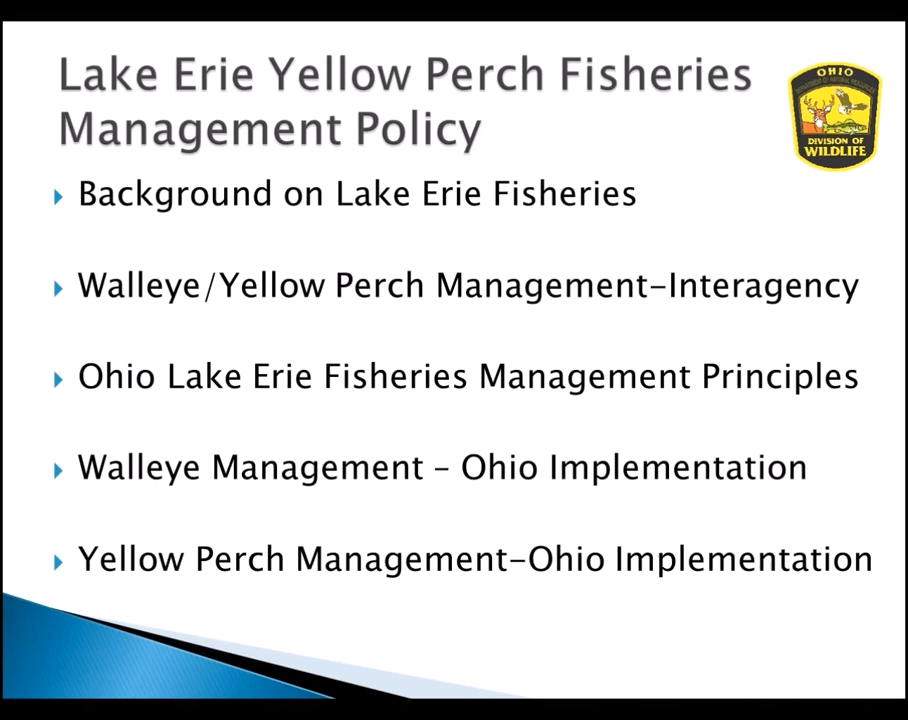 Lake Erie Yellow Perch Fisheries
Management Policy
OHIO
DIVISION OF
WILDLIFE
Background on Lake Erie Fisheries
Walleye/Yellow Perch Management-Interagency
Ohio Lake Erie Fisheries Management Principles
Walleye Management – Ohio Implementation
Yellow Perch Management-Ohio Implementation